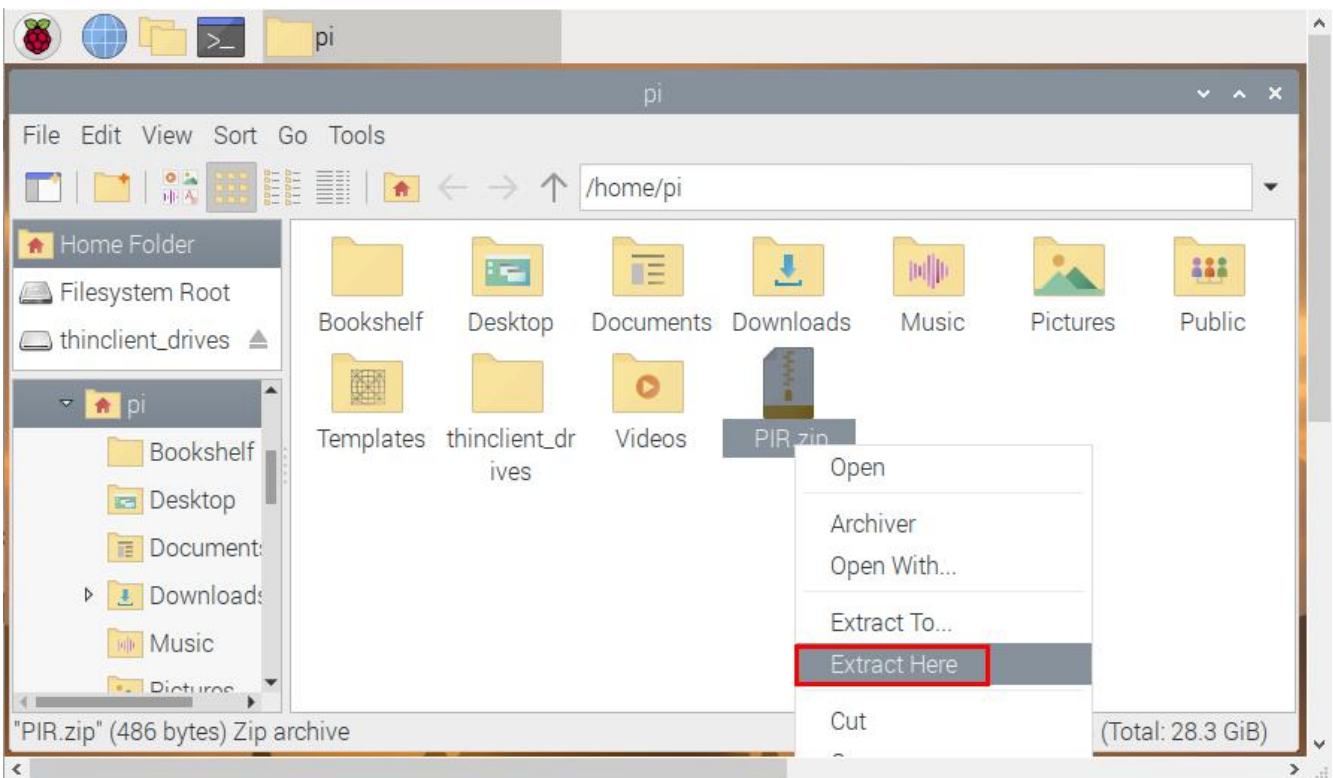 pi
pi
File Edit View Sort Go Tools
/home/pi
Home Folder
Filesystem Root
thinclient_drives
pi
Bookshelf
Desktop
Documents
Downloads
Music
Pictures
Bookshelf Desktop Documents Downloads Music Pictures Public
Templates thinclient_dr Videos PIR.zip
ives
Open
Archiver
Open With...
Extract To...
Extract Here
Cut
"PIR.zip" (486 bytes) Zip archive
(Total: 28.3 GiB)